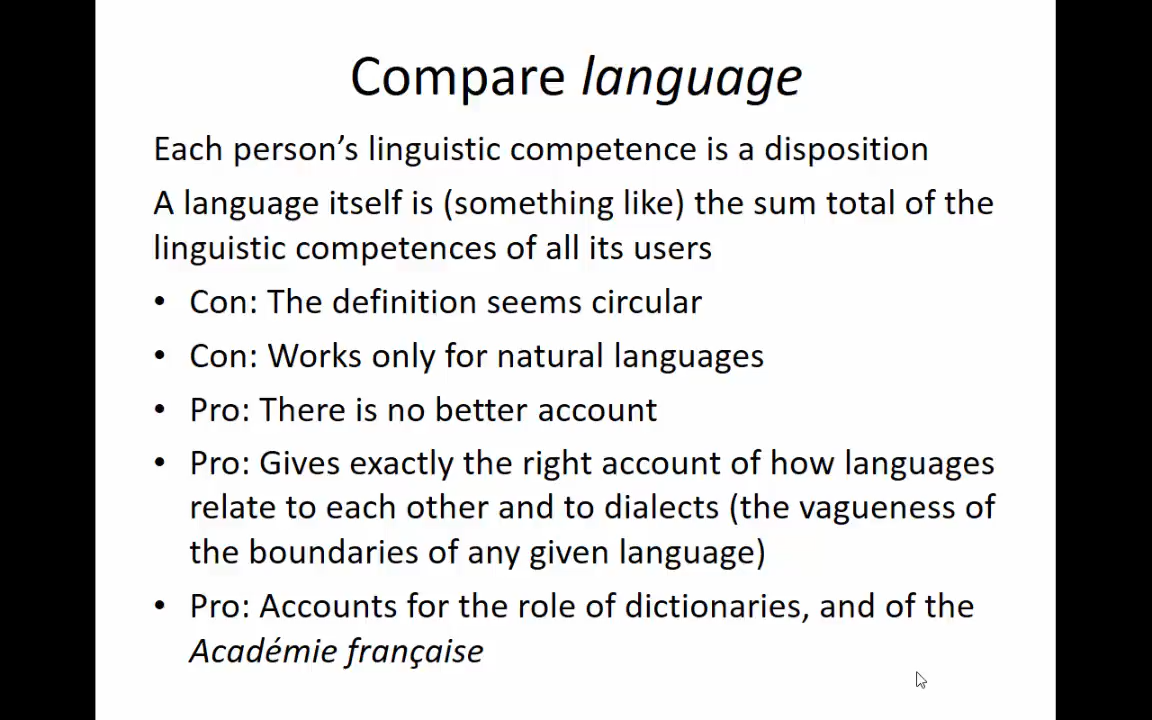 Compare language
Each person’s linguistic competence is a disposition
A language itself is (something like) the sum total of the
linguistic competences of all its users
• Con: The definition seems circular
• Con: Works only for natural languages
• Pro: There is no better account
• Pro: Gives exactly the right account of how languages
relate to each other and to dialects (the vagueness of
the boundaries of any given language)
• Pro: Accounts for the role of dictionaries, and of the
Académie française